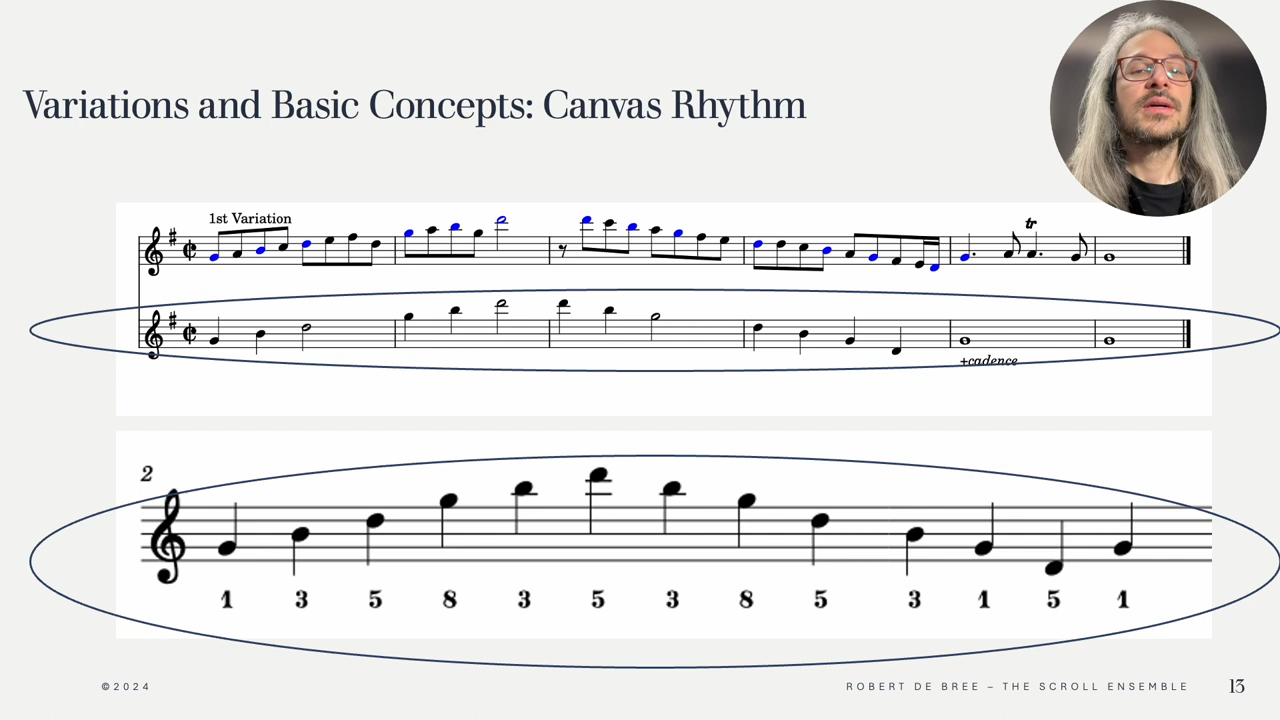 Variations and Basic Concepts: Canvas Rhythm
1st Variation
tr
+cadence
2
1 3 5 8 3 5 3 8 5 3 1 5 1
©2024
ROBERT DE BREE – THE SCROLL ENSEMBLE
13